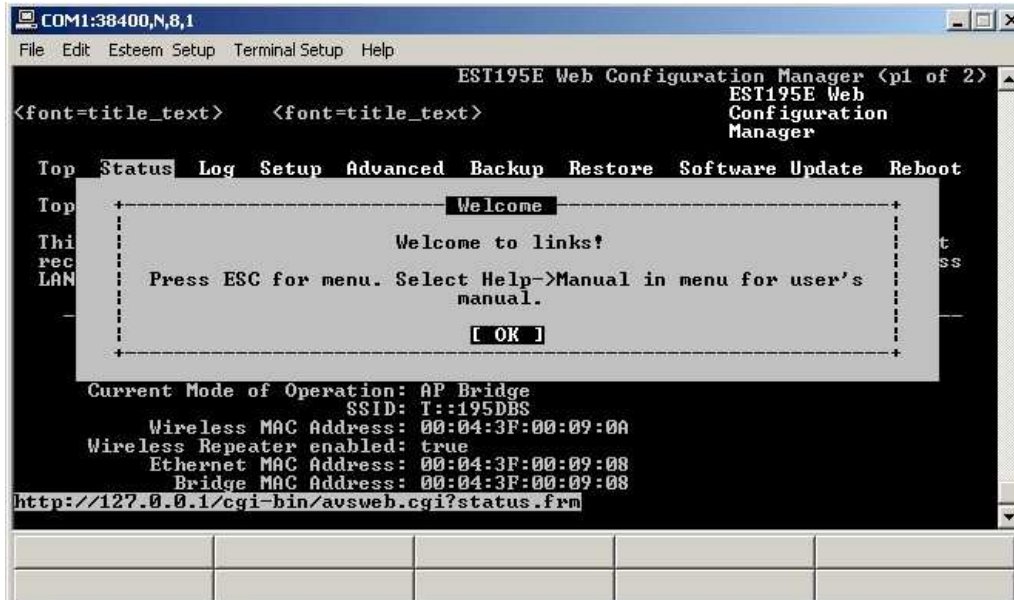 COM1:38400,N,8,1
File Edit Esteem Setup Terminal Setup Help
EST195E Web Configuration Manager (p1 of 2)
EST195E Web
<font=title_text> <font=title_text> Configuration
Manager
Top Status Log Setup Advanced Backup Restore Software Update Reboot
Top Welcome
Thi Welcome to links! t
rec ss
LAN Press ESC for menu. Select Help->Manual in menu for user's
manual.
[ OK ]
Current Mode of Operation: AP Bridge
SSID: T::195DBS
Wireless MAC Address: 00:04:3F:00:09:0A
Wireless Repeater enabled: true
Ethernet MAC Address: 00:04:3F:00:09:08
Bridge MAC Address: 00:04:3F:00:09:08
http://127.0.0.1/cgi-bin/avsweb.cgi?status.frm